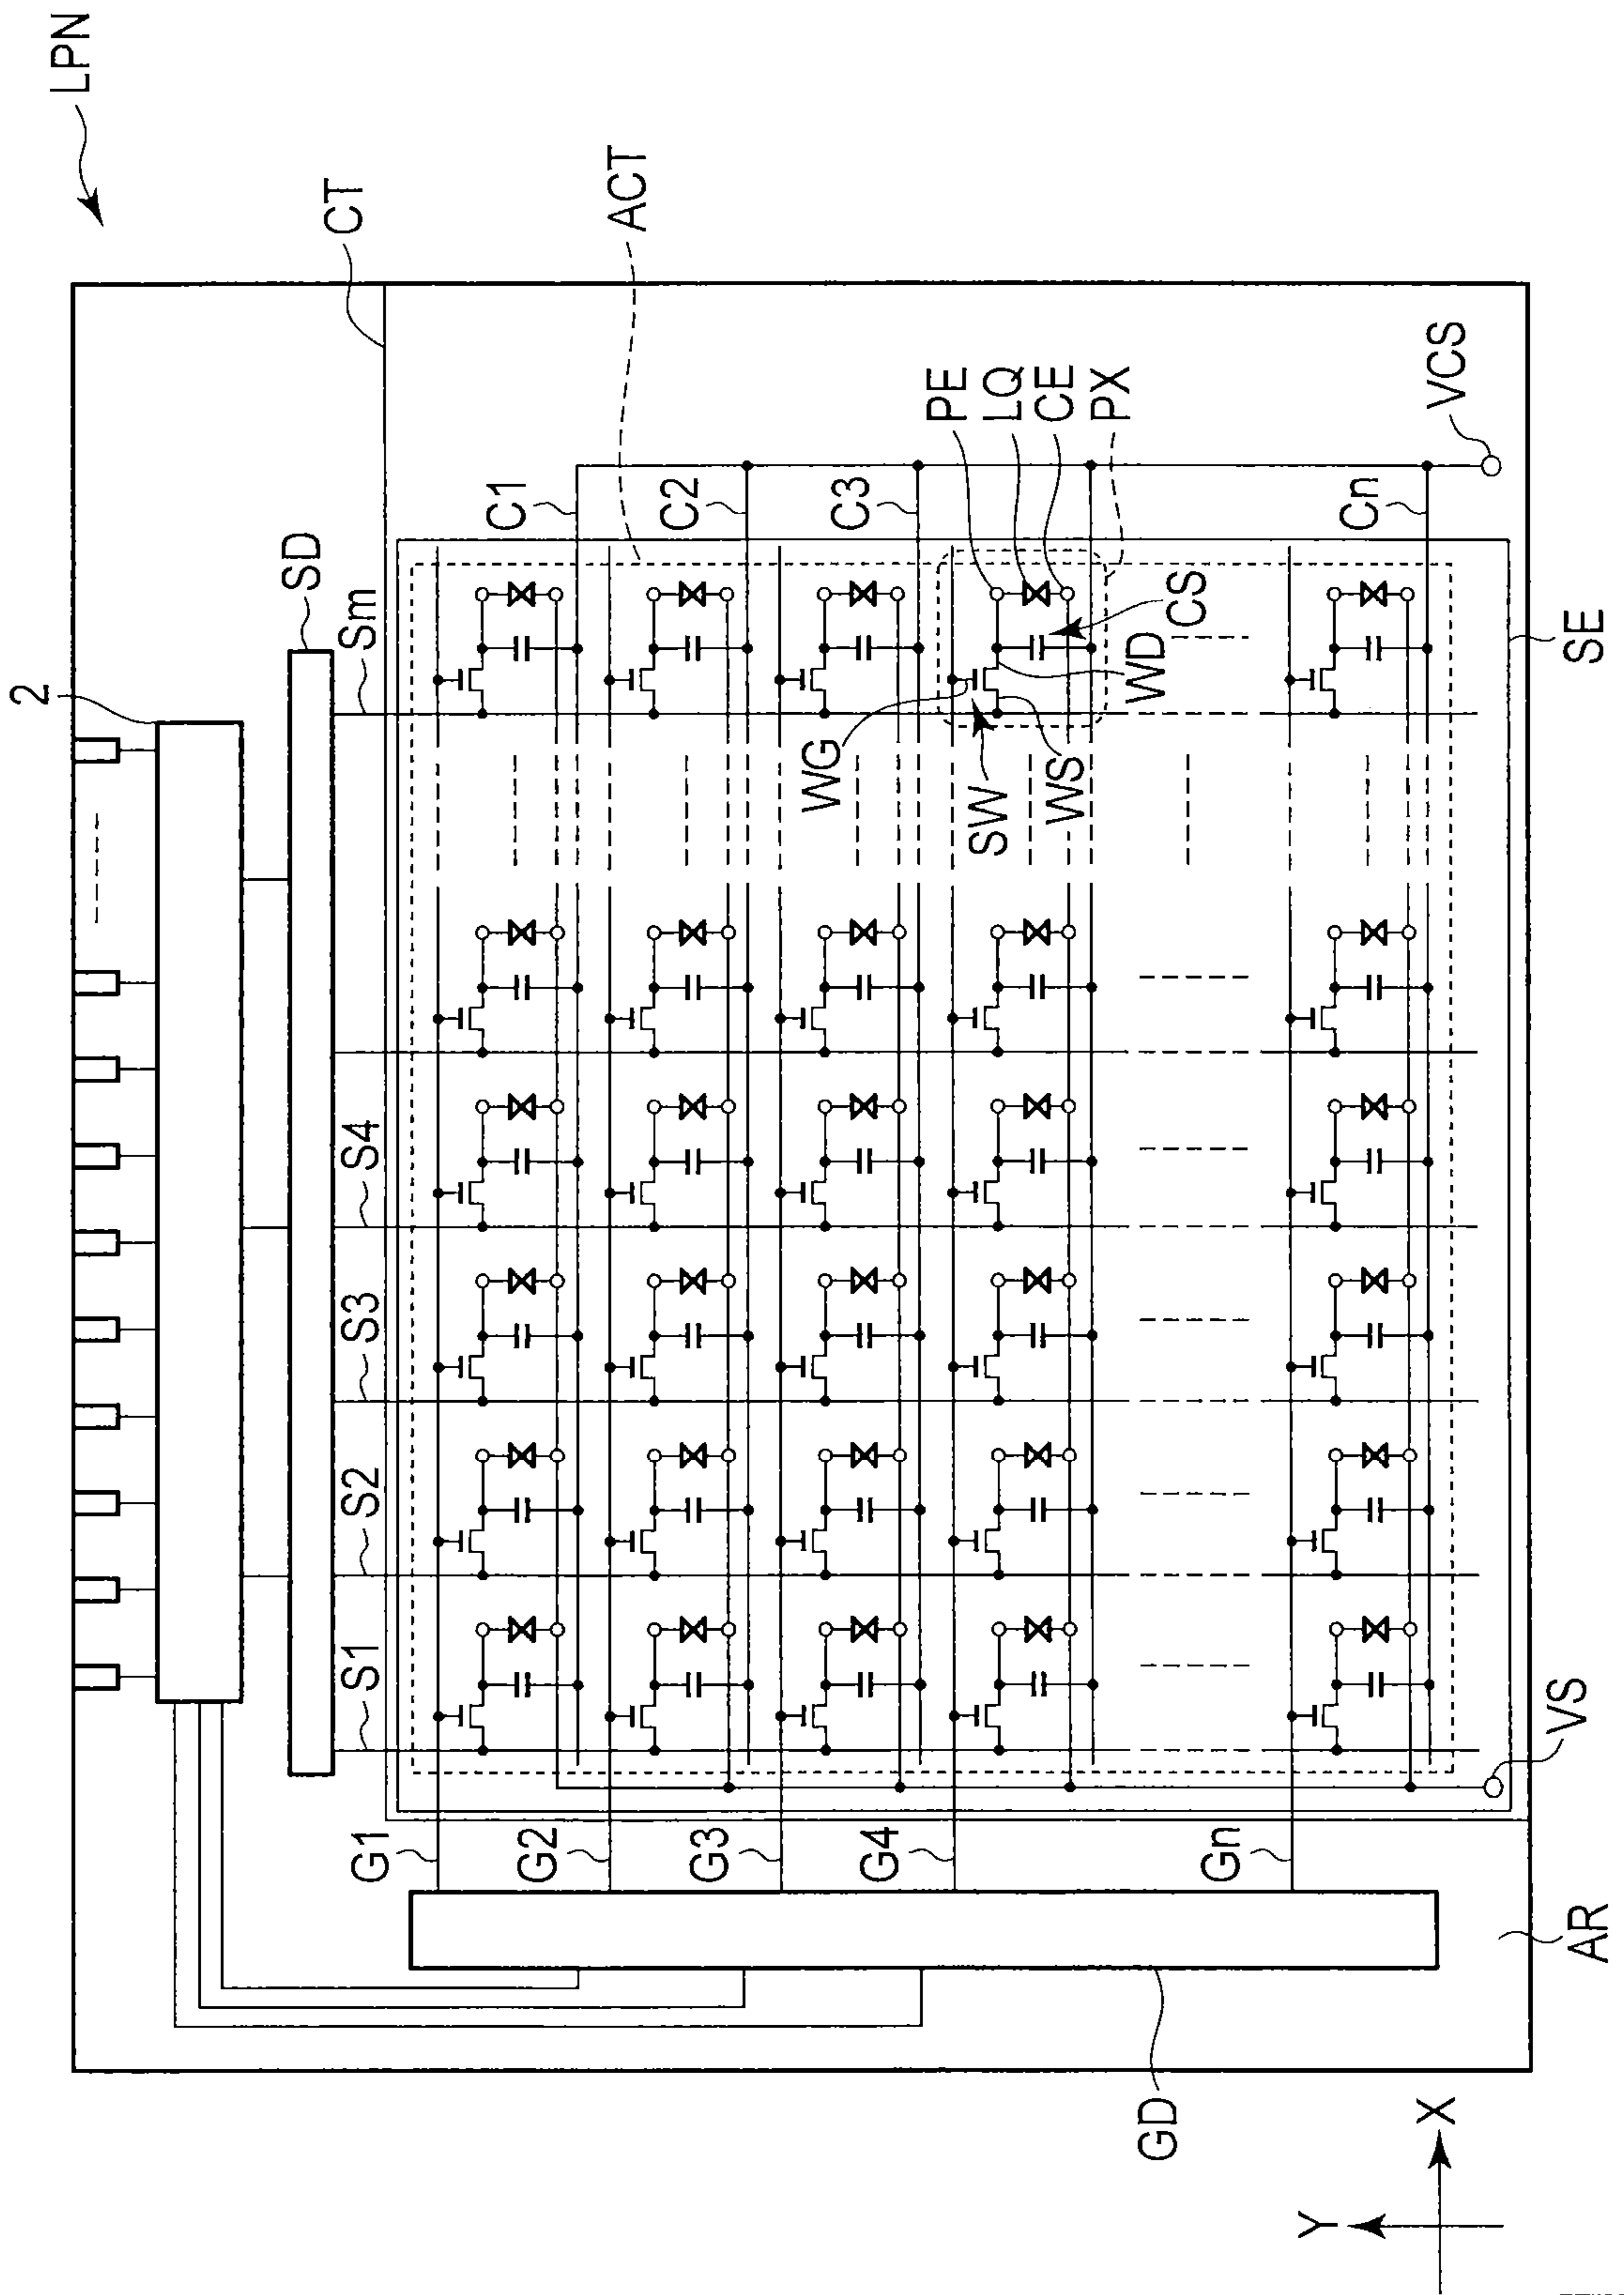 LPN
CT
ACT
2
SD
Sm
S4
S3
S2
S1
C1
C2
C3
Cn
PE
LQ
CE
PX
VCS
WG
SW
WS
WD
CS
SE
G1
G2
G3
G4
Gn
VS
AR
GD
X
Y